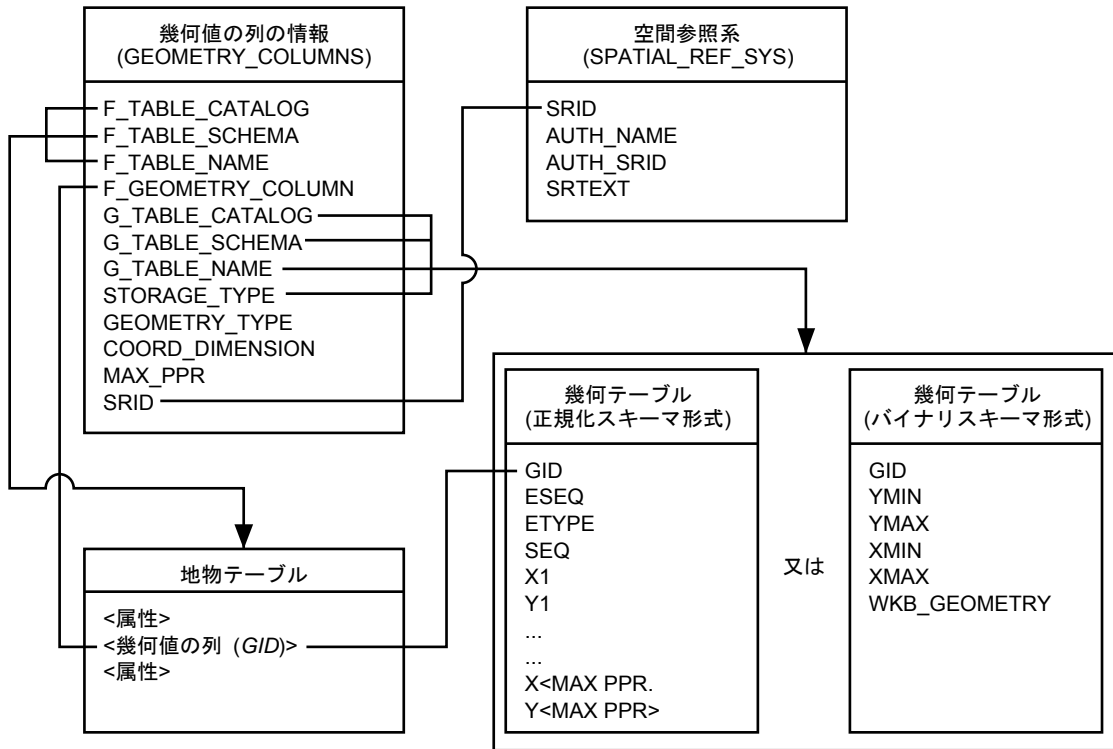 幾何値の列の情報
(GEOMETRY_COLUMNS)
F_TABLE_CATALOG
F_TABLE_SCHEMA
F_TABLE_NAME
F_GEOMETRY_COLUMN
G_TABLE_CATALOG
G_TABLE_SCHEMA
G_TABLE_NAME
STORAGE_TYPE
GEOMETRY_TYPE
COORD_DIMENSION
MAX_PPR
SRID
空間参照系
(SPATIAL_REF_SYS)
SRID
AUTH_NAME
AUTH_SRID
SRTEXT
地物テーブル
<属性>
<幾何値の列 (GID)>
<属性>
幾何テーブル
(正規化スキーマ形式)
GID
ESEQ
ETYPE
SEQ
X1
Y1
...
...
X<MAX PPR.
Y<MAX PPR>
又は
幾何テーブル
(バイナリスキーマ形式)
GID
YMIN
YMAX
XMIN
XMAX
WKB_GEOMETRY